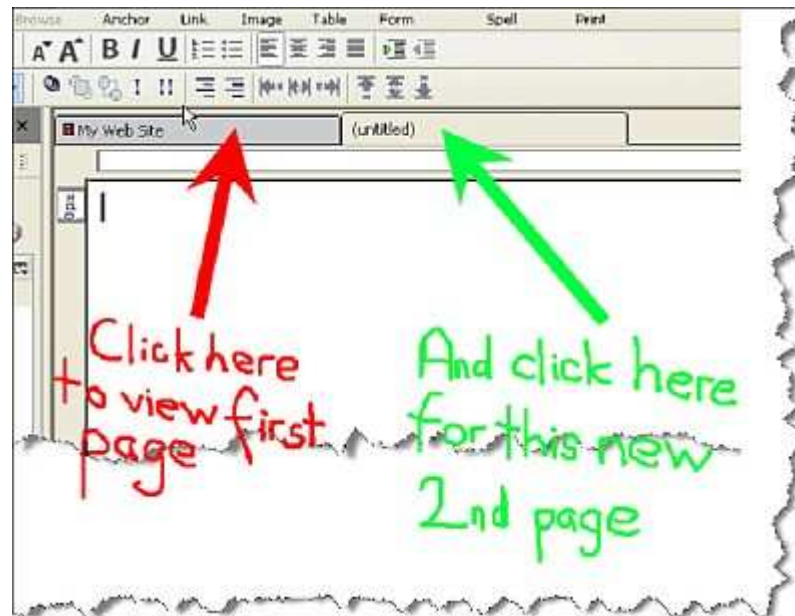 Browse Anchor Link Image Table Form Spell Print
A A B I U
My Web Site (untitled)
0px
Click here
to view first
page
And click here
for this new
2nd page